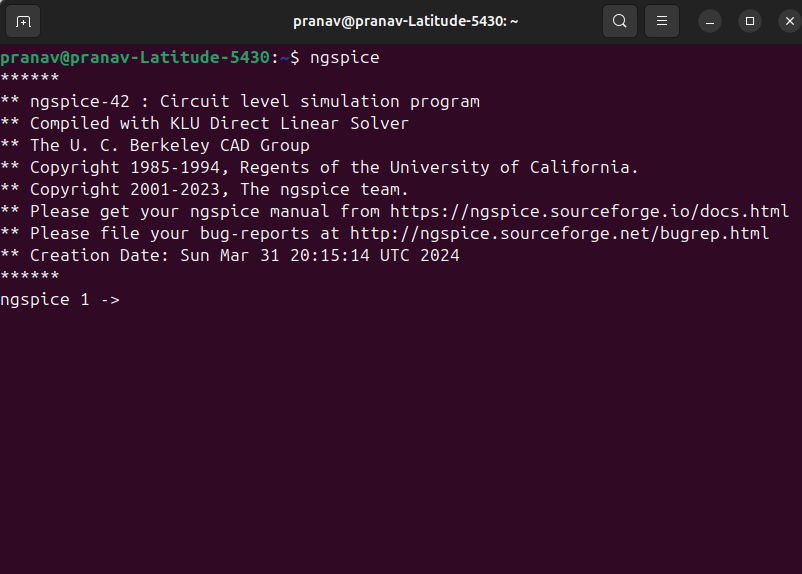 pranav@pranav-Latitude-5430: ~
pranav@pranav-Latitude-5430:~$ ngspice
******
** ngspice-42 : Circuit level simulation program
** Compiled with KLU Direct Linear Solver
** The U. C. Berkeley CAD Group
** Copyright 1985-1994, Regents of the University of California.
** Copyright 2001-2023, The ngspice team.
** Please get your ngspice manual from https://ngspice.sourceforge.io/docs.html
** Please file your bug-reports at http://ngspice.sourceforge.net/bugrep.html
** Creation Date: Sun Mar 31 20:15:14 UTC 2024
******
ngspice 1 ->